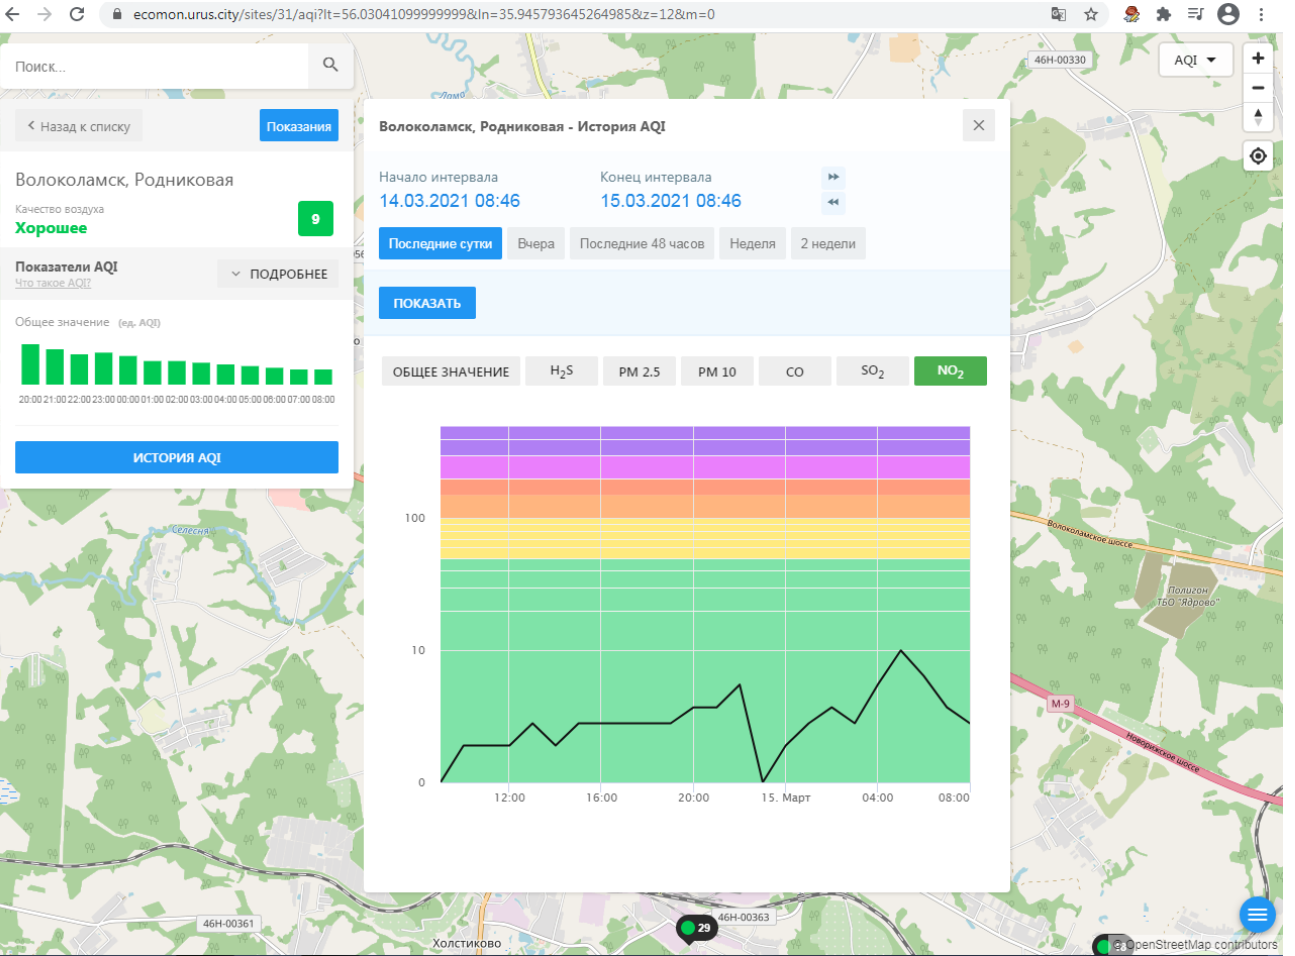 ecomon.urus.city/sites/31/aqi?lt=56.03041099999999&ln=35.945793645264985&z=12&m=0
Поиск...
46Н-00330
AQI
Назад к списку
Показания
Волоколамск, Родниковая - История AQI
Волоколамск, Родниковая
Качество воздуха
Хорошее
9
Начало интервала
Конец интервала
14.03.2021 08:46
15.03.2021 08:46
Последние сутки
Вчера
Последние 48 часов
Неделя
2 недели
Показатели AQI
Что такое AQI?
ПОДРОБНЕЕ
ПОКАЗАТЬ
Общее значение (ед. AQI)
20:00 21:00 22:00 23:00 00:00 01:00 02:00 03:00 04:00 05:00 06:00 07:00 08:00
ИСТОРИЯ AQI
ОБЩЕЕ ЗНАЧЕНИЕ
H2S
PM 2.5
PM 10
CO
SO2
NO2
100
10
0
12:00
16:00
20:00
15. Март
04:00
08:00
Лама
Селесня
Волоколамское шоссе
Полигон
ТБО "Ядрово"
М-9
Новорижское шоссе
46Н-00361
46Н-00363
29
Холстиково
OpenStreetMap contributors